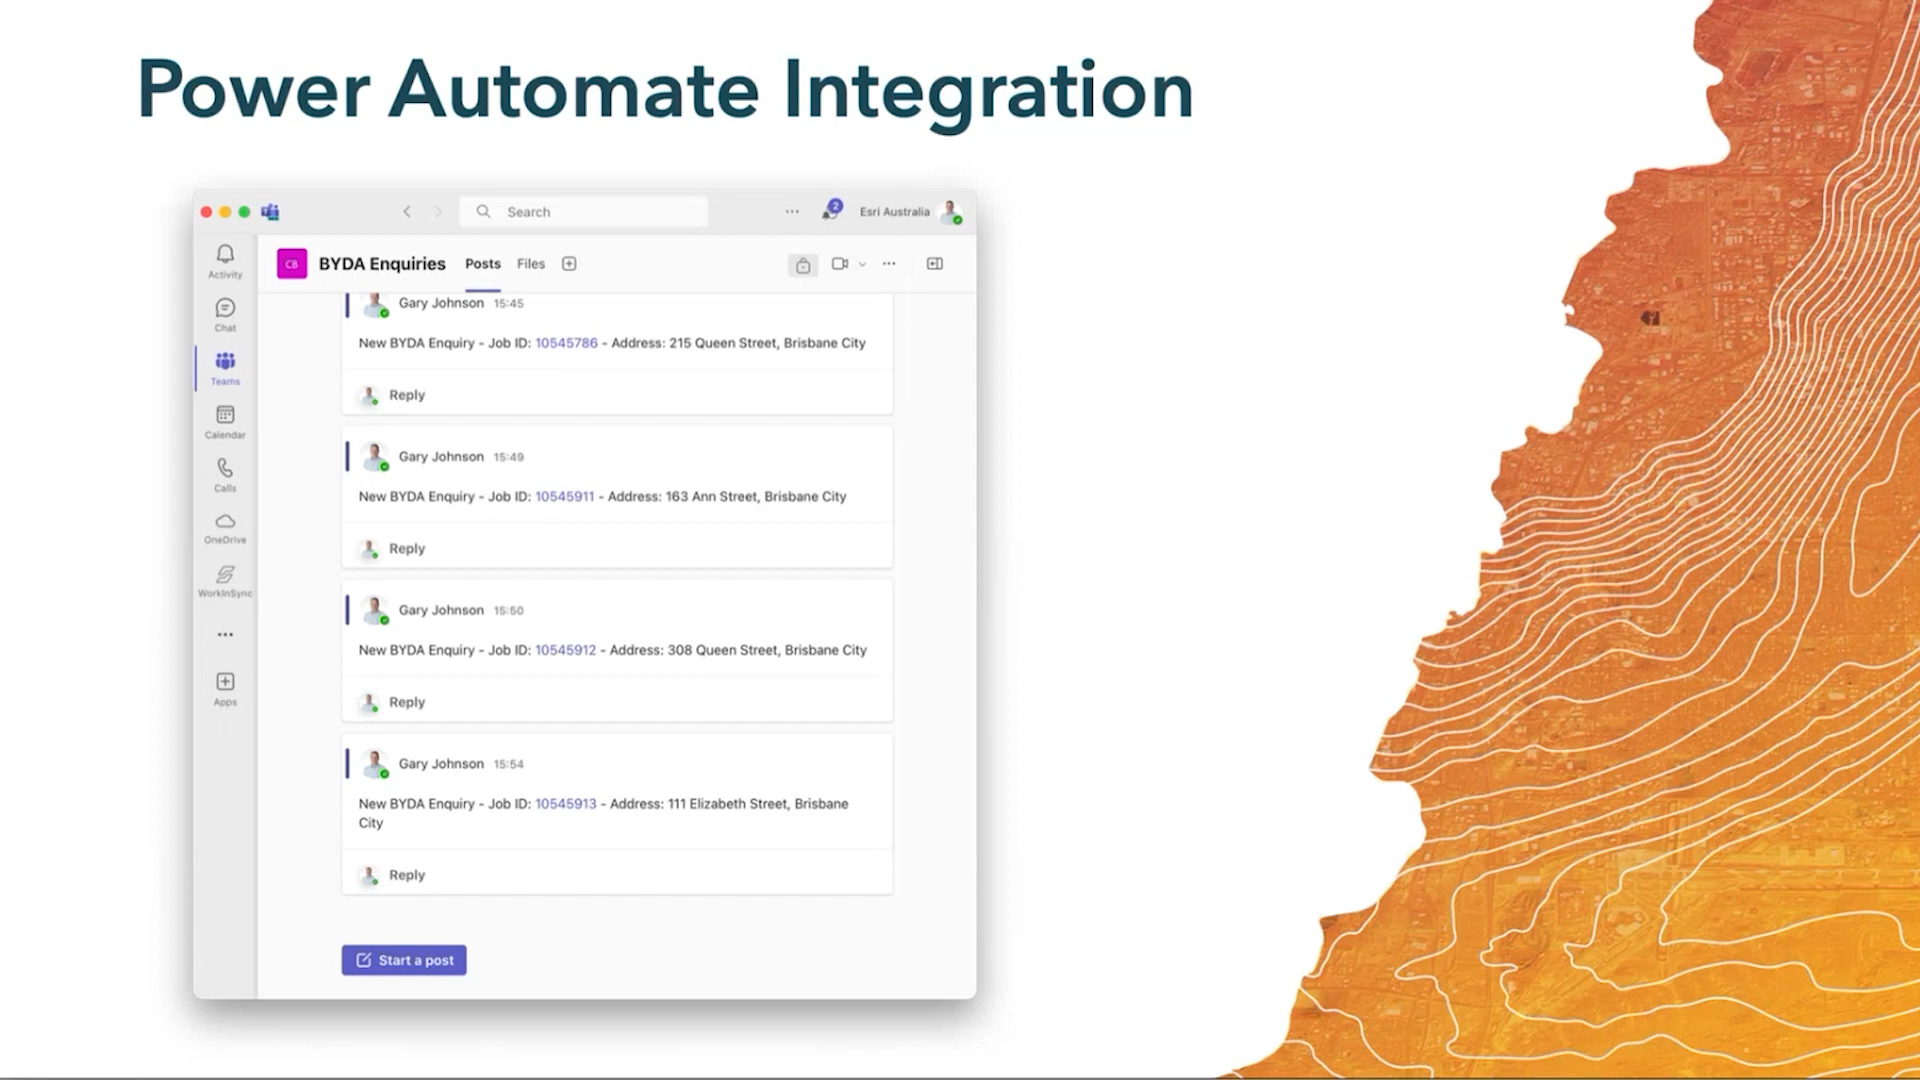 Power Automate Integration
Search
2
Esri Australia
Activity
Chat
Teams
Calendar
Calls
OneDrive
WorkInSync
Apps
CB
BYDA Enquiries
Posts
Files
Gary Johnson 15:45
New BYDA Enquiry - Job ID: 10545786 - Address: 215 Queen Street, Brisbane City
Reply
Gary Johnson 15:49
New BYDA Enquiry - Job ID: 10545911 - Address: 163 Ann Street, Brisbane City
Reply
Gary Johnson 15:50
New BYDA Enquiry - Job ID: 10545912 - Address: 308 Queen Street, Brisbane City
Reply
Gary Johnson 15:54
New BYDA Enquiry - Job ID: 10545913 - Address: 111 Elizabeth Street, Brisbane
City
Reply
Start a post